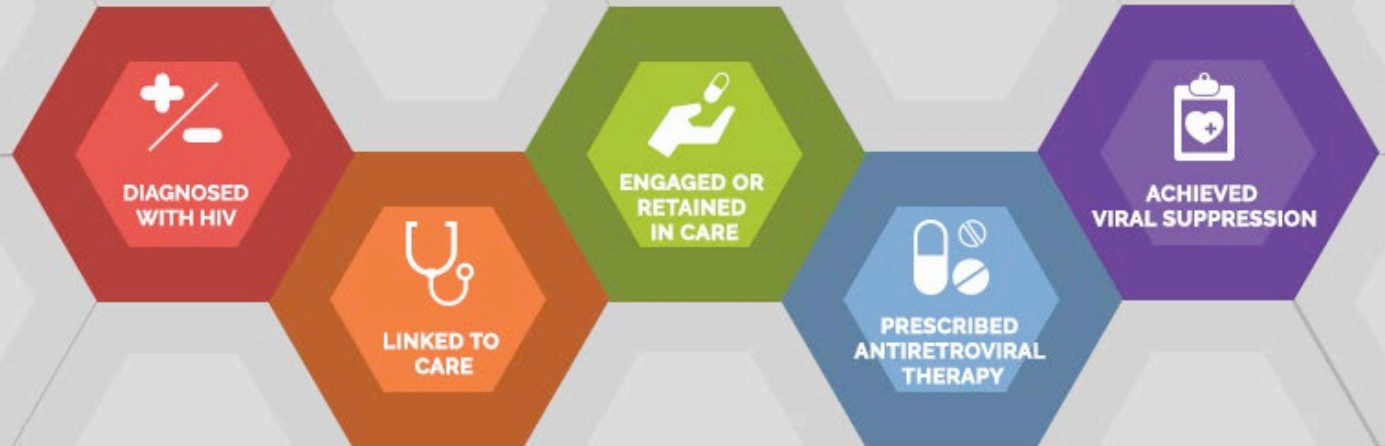 DIAGNOSED
WITH HIV
LINKED TO
CARE
ENGAGED OR
RETAINED
IN CARE
PRESCRIBED
ANTIRETROVIRAL
THERAPY
ACHIEVED
VIRAL SUPPRESSION